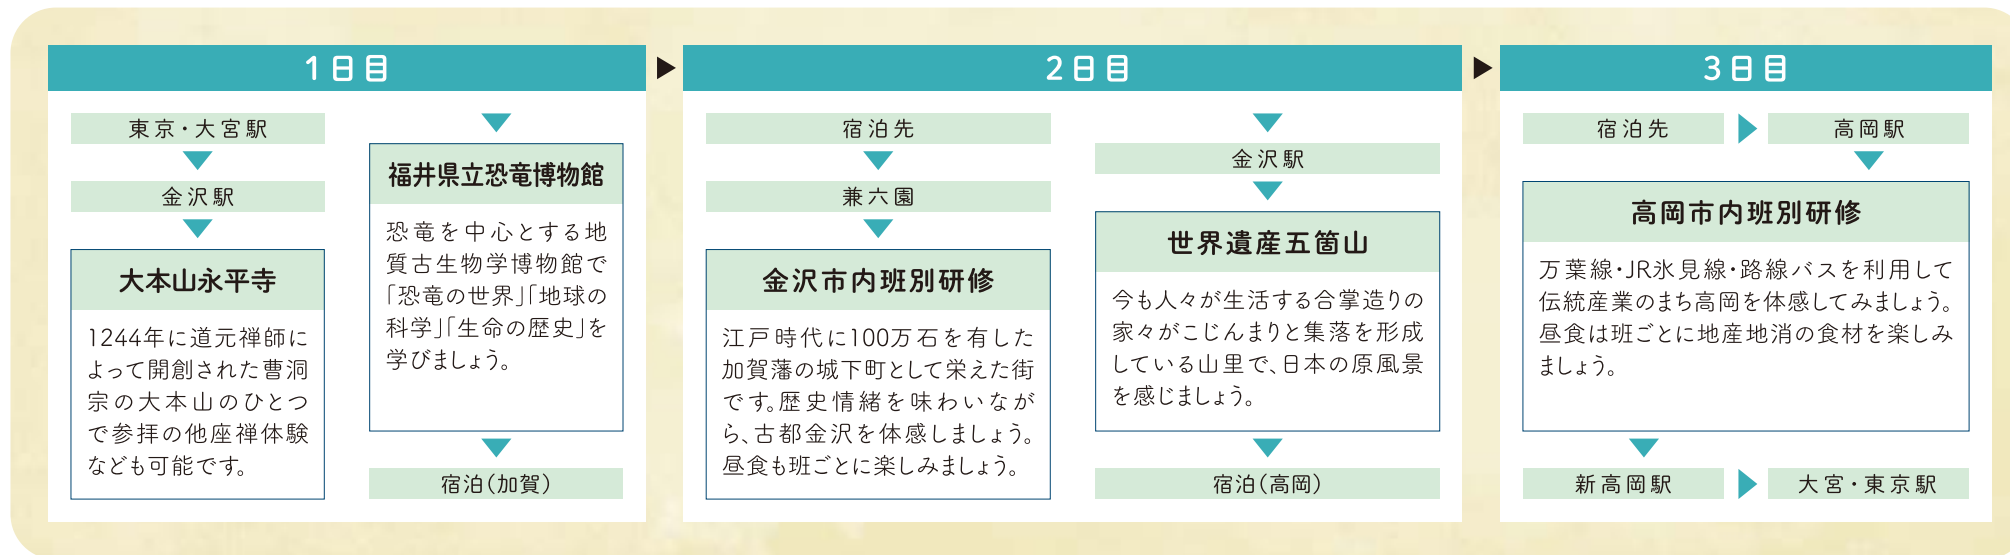 1日目
東京・大宮駅
金沢駅
大本山永平寺
1244年に道元禅師に
よって開創された曹洞
宗の大本山のひとつ
で参拝の他座禅体験
なども可能です。
福井県立恐竜博物館
恐竜を中心とする地
質古生物学博物館で
「恐竜の世界」「地球の
科学」「生命の歴史」を
学びましょう。
宿泊(加賀)
2日目
宿泊先
兼六園
金沢市内班別研修
江戸時代に100万石を有した
加賀藩の城下町として栄えた街
です。歴史情緒を味わいなが
ら、古都金沢を体感しましょう。
昼食も班ごとに楽しみましょう。
金沢駅
世界遺産五箇山
今も人々が生活する合掌造りの
家々がこじんまりと集落を形成
している山里で、日本の原風景
を感じましょう。
宿泊(高岡)
3日目
宿泊先
高岡駅
高岡市内班別研修
万葉線・JR氷見線・路線バスを利用して
伝統産業のまち高岡を体感してみましょう。
昼食は班ごとに地産地消の食材を楽しみ
ましょう。
新高岡駅
大宮・東京駅